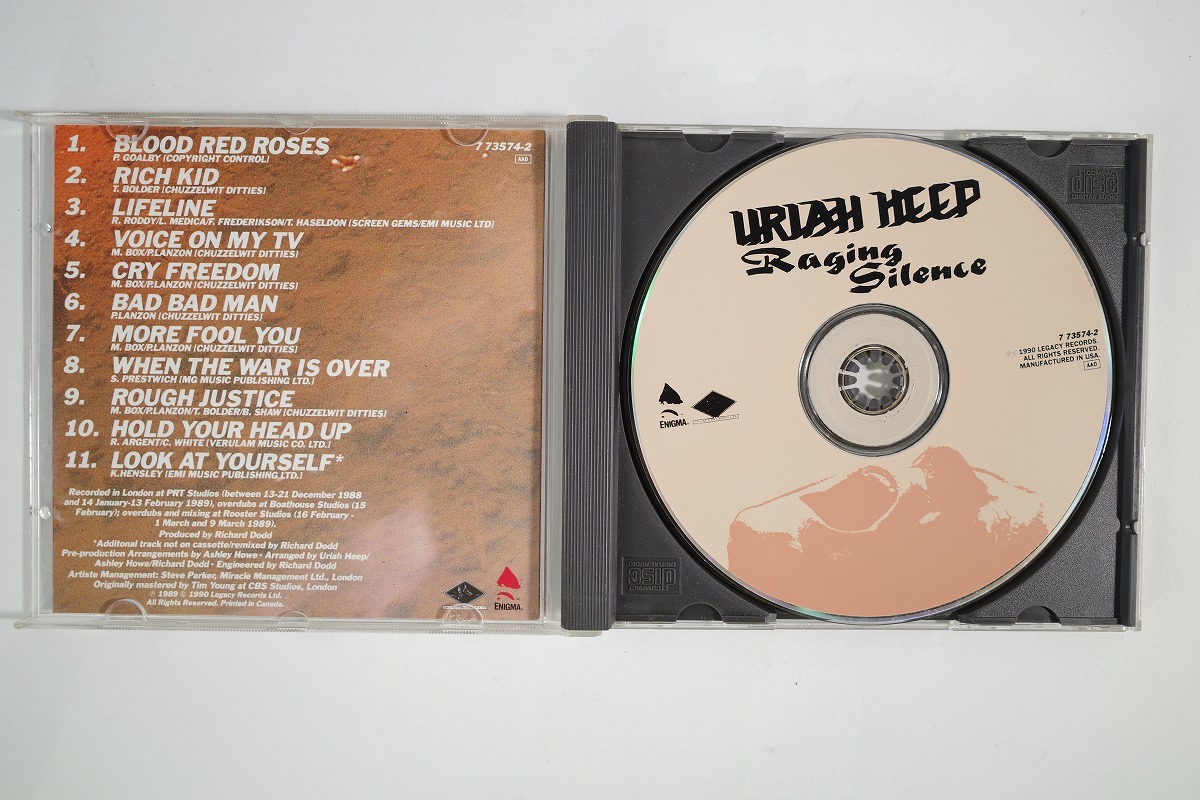 1. BLOOD RED ROSES
P. GOALBY [COPYRIGHT CONTROL]
2. RICH KID
T. BOLDER [CHUZZELWIT DITTIES]
3. LIFELINE
R. RODDY/L. MEDICA/F. FREDERIKSON/T. HASELDON [SCREEN GEMS/EMI MUSIC LTD]
4. VOICE ON MY TV
M. BOX/P.LANZON [CHUZZELWIT DITTIES]
5. CRY FREEDOM
M. BOX/P.LANZON [CHUZZELWIT DITTIES]
6. BAD BAD MAN
P.LANZON [CHUZZELWIT DITTIES]
7. MORE FOOL YOU
M. BOX/P.LANZON [CHUZZELWIT DITTIES]
8. WHEN THE WAR IS OVER
S. PRESTWICH [MG MUSIC PUBLISHING LTD.]
9. ROUGH JUSTICE
M. BOX/P.LANZON/T. BOLDER/B. SHAW [CHUZZELWIT DITTIES]
10. HOLD YOUR HEAD UP
R. ARGENT/C. WHITE [VERULAM MUSIC CO. LTD.]
11. LOOK AT YOURSELF*
K.HENSLEY [EMI MUSIC PUBLISHING LTD.]
7 73574-2
AAD
Recorded in London at PRT Studios (between 13-21 December 1988
and 14 January-13 February 1989), overdubs at Boathouse Studios (15
February); overdubs and mixing at Rooster Studios (16 February -
1 March and 9 March 1989).
Produced by Richard Dodd
*Additonal track not on cassette/remixed by Richard Dodd
Pre-production Arrangements by Ashley Howe • Arranged by Uriah Heep/
Ashley Howe/Richard Dodd • Engineered by Richard Dodd
Artiste Management: Steve Parker, Miracle Management Ltd., London
Originally mastered by Tim Young at CBS Studios, London
℗ 1989 © 1990 Legacy Records Ltd.
All Rights Reserved. Printed in Canada.
ENIGMA®
URIAH HEEP
Raging
Silence
7 73574-2
℗ © 1990 LEGACY RECORDS.
ALL RIGHTS RESERVED.
MANUFACTURED IN USA.
AAD
ENIGMA®
COMPACT
disc
DIGITAL AUDIO
COMPACT
disc
DIGITAL AUDIO